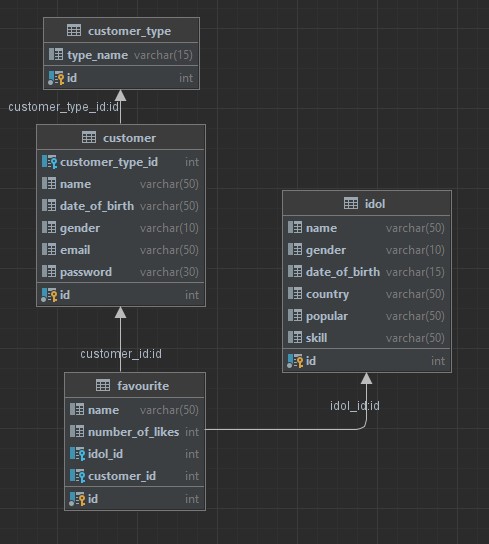 customer_type
type_name varchar(15)
id int
customer_type_id:id
customer
customer_type_id int
name varchar(50)
date_of_birth varchar(50)
gender varchar(10)
email varchar(50)
password varchar(30)
id int
idol
name varchar(50)
gender varchar(10)
date_of_birth varchar(15)
country varchar(50)
popular varchar(50)
skill varchar(50)
id int
customer_id:id
idol_id:id
favourite
name varchar(50)
number_of_likes int
idol_id int
customer_id int
id int